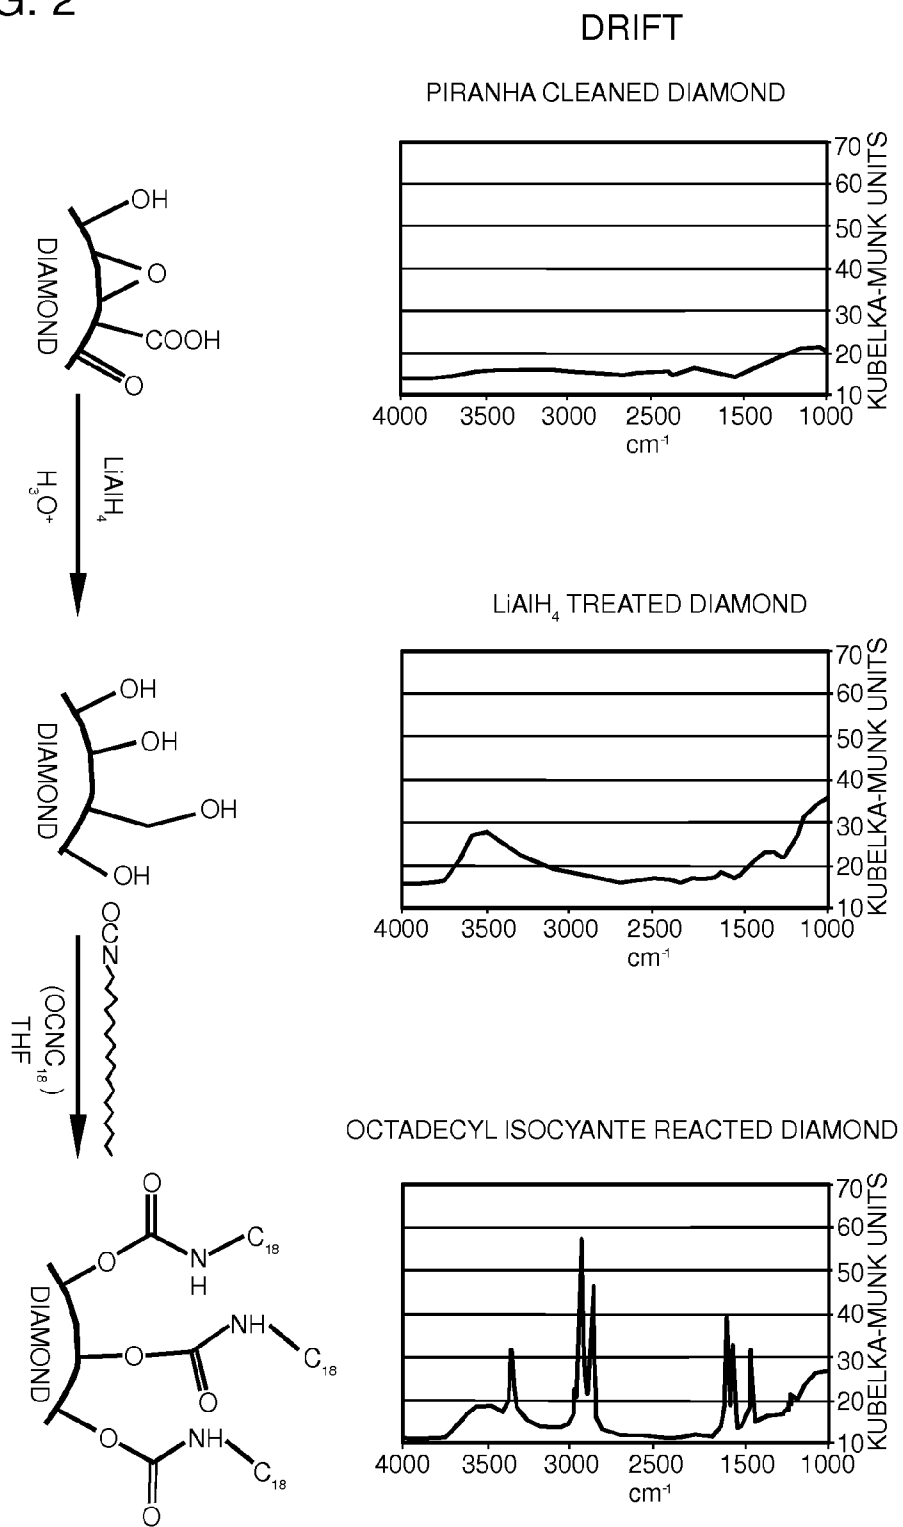 G. 2
DRIFT
PIRANHA CLEANED DIAMOND
OH
O
COOH
O
DIAMOND
70
60
50
40
30
20
10
KUBELKA-MUNK UNITS
4000 3500 3000 2500 1500 1000
cm⁻¹
LiAlH₄
H₃O⁺
LiAlH₄ TREATED DIAMOND
OH
OH
OH
OH
DIAMOND
70
60
50
40
30
20
10
KUBELKA-MUNK UNITS
4000 3500 3000 2500 1500 1000
cm⁻¹
OCN
(OCNC₁₈)
THF
OCTADECYL ISOCYANTE REACTED DIAMOND
O
O
N
H
C₁₈
O
NH
C₁₈
O
O
NH
C₁₈
O
DIAMOND
70
60
50
40
30
20
10
KUBELKA-MUNK UNITS
4000 3500 3000 2500 1500 1000
cm⁻¹